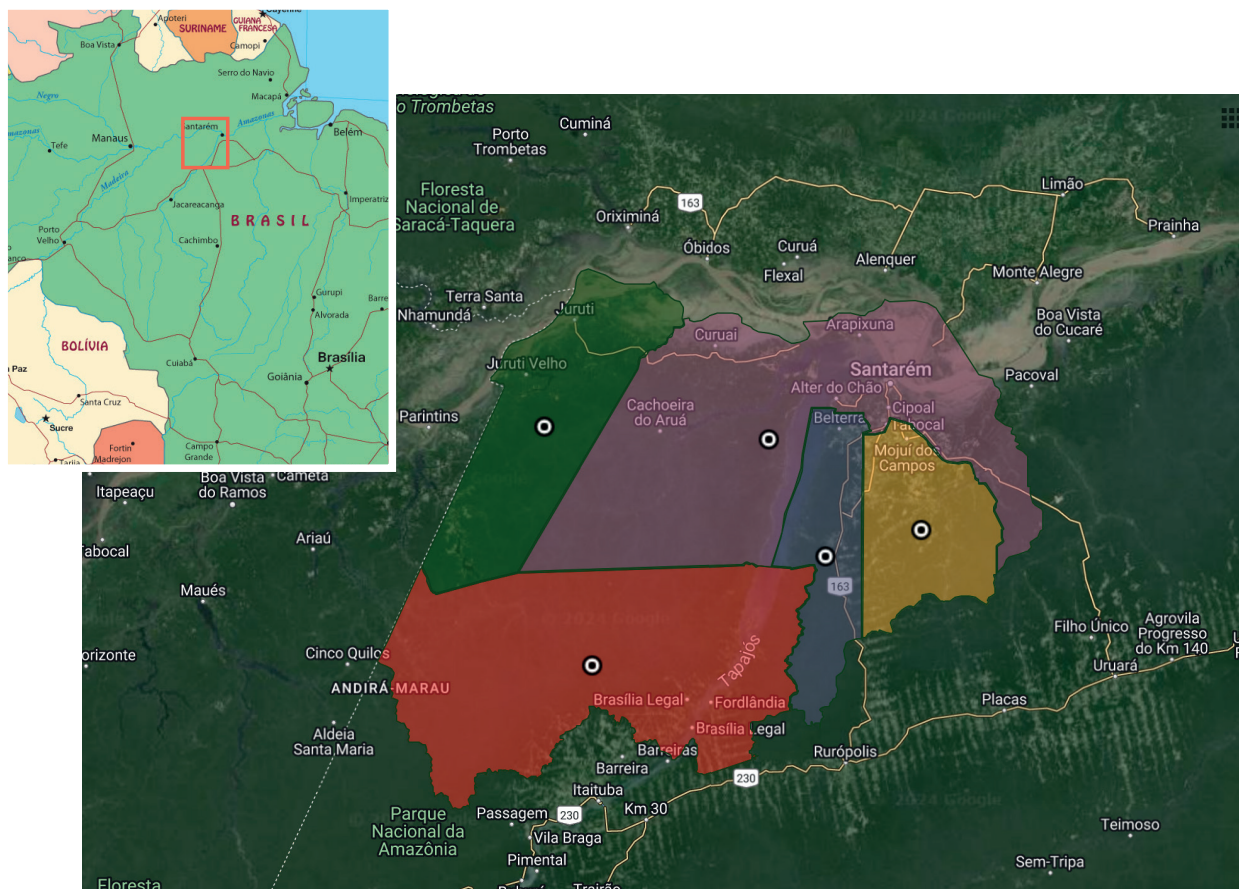 Apoteri
SURINAME
GUIANA
FRANCESA
Cayenne
Boa Vista
Camopi
Serro do Navio
Macapá
Negro
Amazonas
Santarém
Belém
Manaus
Tefe
Madeira
Imperatriz
Jacareacanga
BRASIL
Porto
Velho
Cachimbo
Gurupi
Alvorada
BOLÍVIA
Cuiabá
Brasília
Goiânia
Santa Cruz
Sucre
Campo
Grande
Fortin
Madrejon
Tarija
o Trombetas
Cuminá
Porto
Trombetas
Limão
Floresta
Nacional de
Saracá-Taquera
163
Oriximiná
Prainha
Óbidos
Curuá
Alenquer
Flexal
Monte Alegre
Terra Santa
Nhamundá
Juruti
Curuai
Arapixuna
Boa Vista
do Cucaré
Juruti Velho
Santarém
Pacoval
Alter do Chão
Parintins
Cachoeira
do Aruá
Belterra
Cipoal
Tabocal
Mojuí dos
Campos
Itapeaçu
Boa Vista
do Ramos
Cametá
Ariaú
Tabocal
Maués
163
Filho Único
Agrovila
Progresso
do Km 140
Cinco Quilos
Uruará
ANDIRÁ-MARAU
Tapajós
Brasília Legal
Fordlândia
Placas
Aldeia
Santa Maria
Brasília Legal
Barreiras
Rurópolis
Barreira
230
Itaituba
Parque
Nacional da
Amazônia
Passagem
230
Km 30
Vila Braga
Teimoso
Pimental
Sem-Tripa
Trairão
Floresta